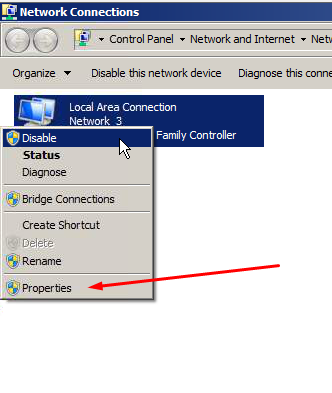 Network Connections
Control Panel Network and Internet Netw
Organize Disable this network device Diagnose this conne
Local Area Connection
Network 3
Family Controller
Disable
Status
Diagnose
Bridge Connections
Create Shortcut
Delete
Rename
Properties